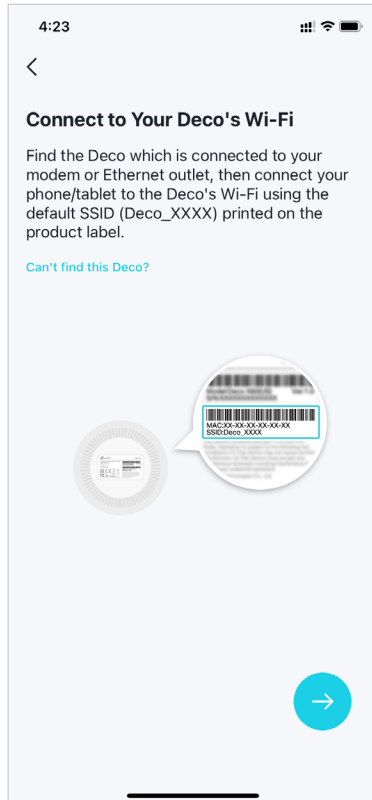 4:23
Connect to Your Deco's Wi-Fi
Find the Deco which is connected to your
modem or Ethernet outlet, then connect your
phone/tablet to the Deco's Wi-Fi using the
default SSID (Deco_XXXX) printed on the
product label.
Can't find this Deco?
MAC:XX-XX-XX-XX-XX-XX
SSID:Deco_XXXX